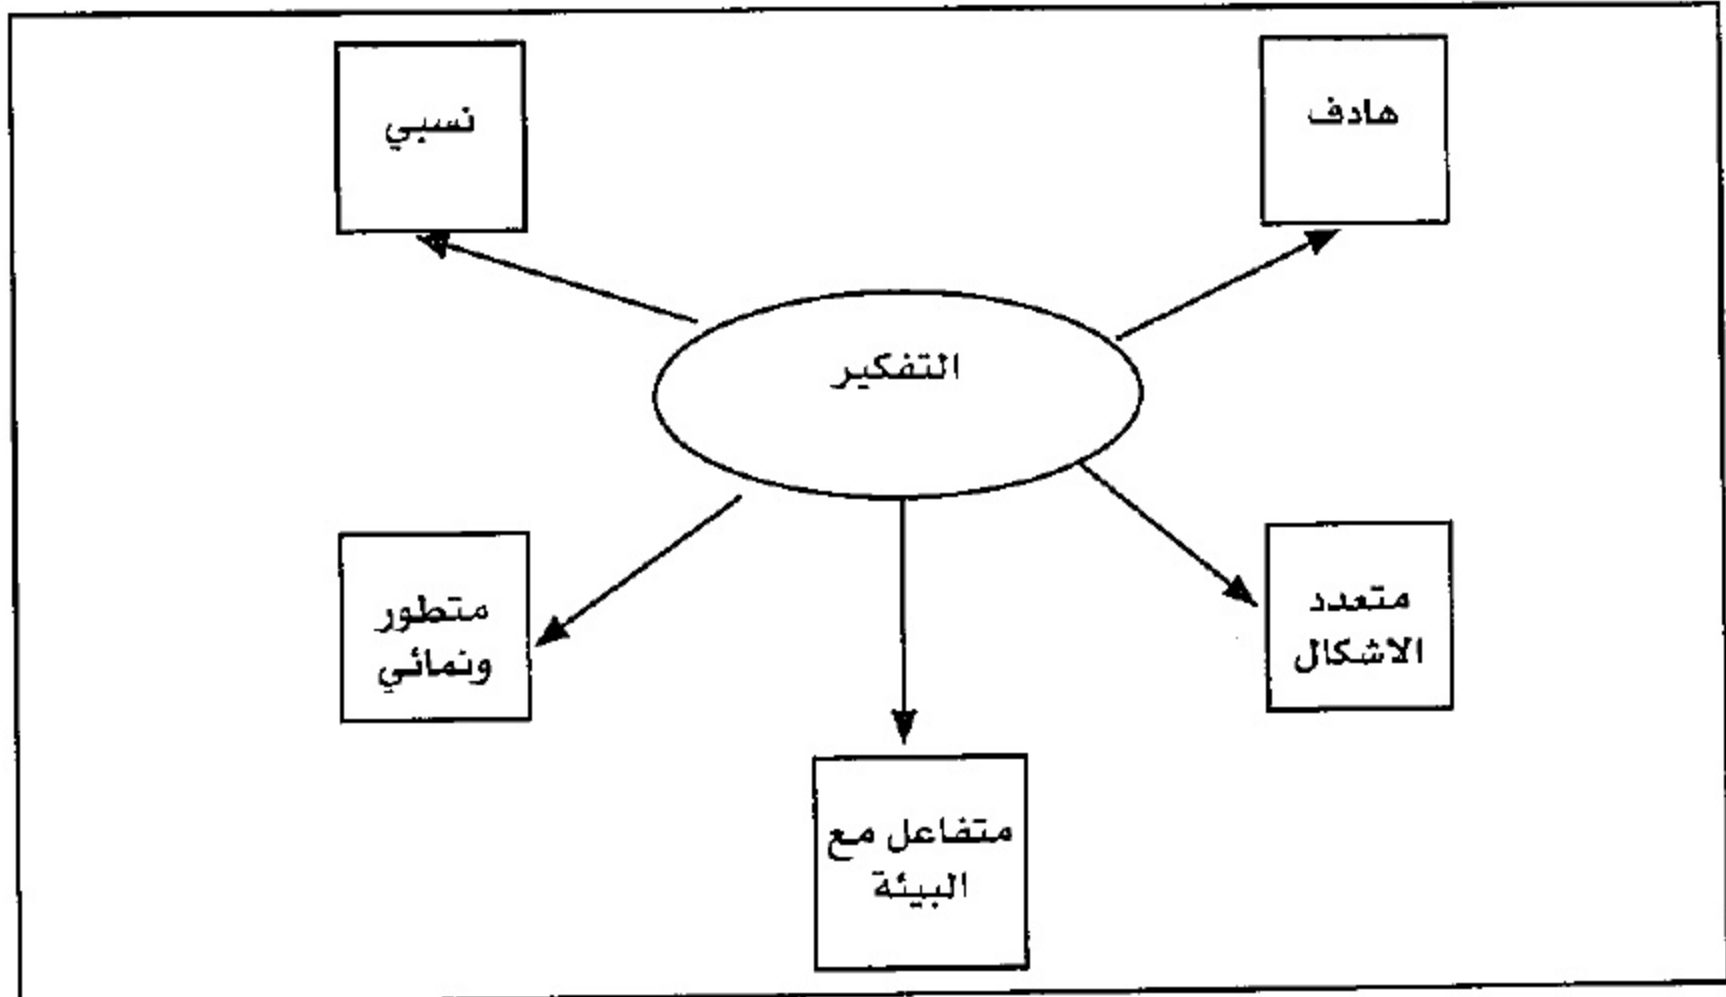 هادف
نسبي
التفكير
متعدد
الاشكال
متطور
ونمائي
متفاعل مع
البيئة